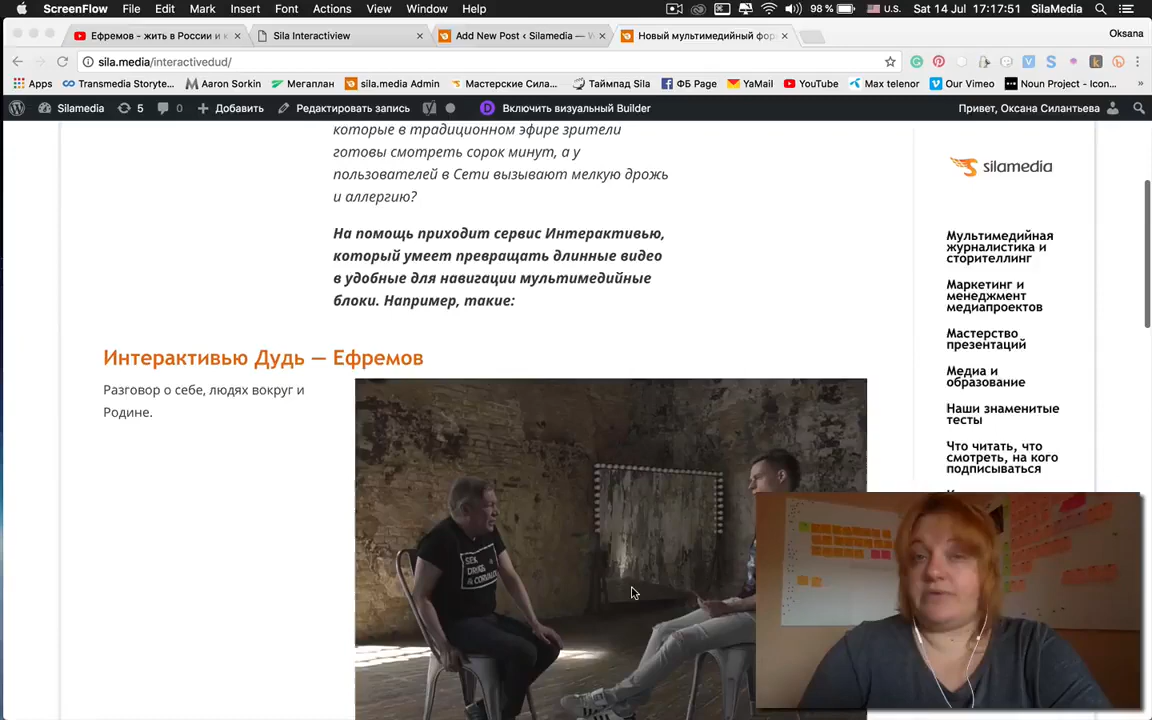 ScreenFlow File Edit Mark Insert Font Actions View Window Help 98 % U.S. Sat 14 Jul 17:17:51 SilaMedia
Ефремов - жить в России и к Sila Interactiview Add New Post ‹ Silamedia — Новый мультимедийный фор Oksana
sila.media/interactivedud/
Apps Transmedia Storyte... Aaron Sorkin Мегаплан sila.media Admin Мастерские Сила... Таймпад Sila ФБ Page YaMail YouTube Max telenor Our Vimeo Noun Project - Icon... »
Silamedia 5 0 Добавить Редактировать запись Включить визуальный Builder Привет, Оксана Силантьева
которые в традиционном эфире зрители
готовы смотреть сорок минут, а у
пользователей в Сети вызывают мелкую дрожь
и аллергию?
На помощь приходит сервис Интерактивью,
который умеет превращать длинные видео
в удобные для навигации мультимедийные
блоки. Например, такие:
Интерактивью Дудь — Ефремов
Разговор о себе, людях вокруг и
Родине.
SEX
DRUGS
& CORVALOL
silamedia
Мультимедийная
журналистика и
сторителлинг
Маркетинг и
менеджмент
медиапроектов
Мастерство
презентаций
Медиа и
образование
Наши знаменитые
тесты
Что читать, что
смотреть, на кого
подписываться